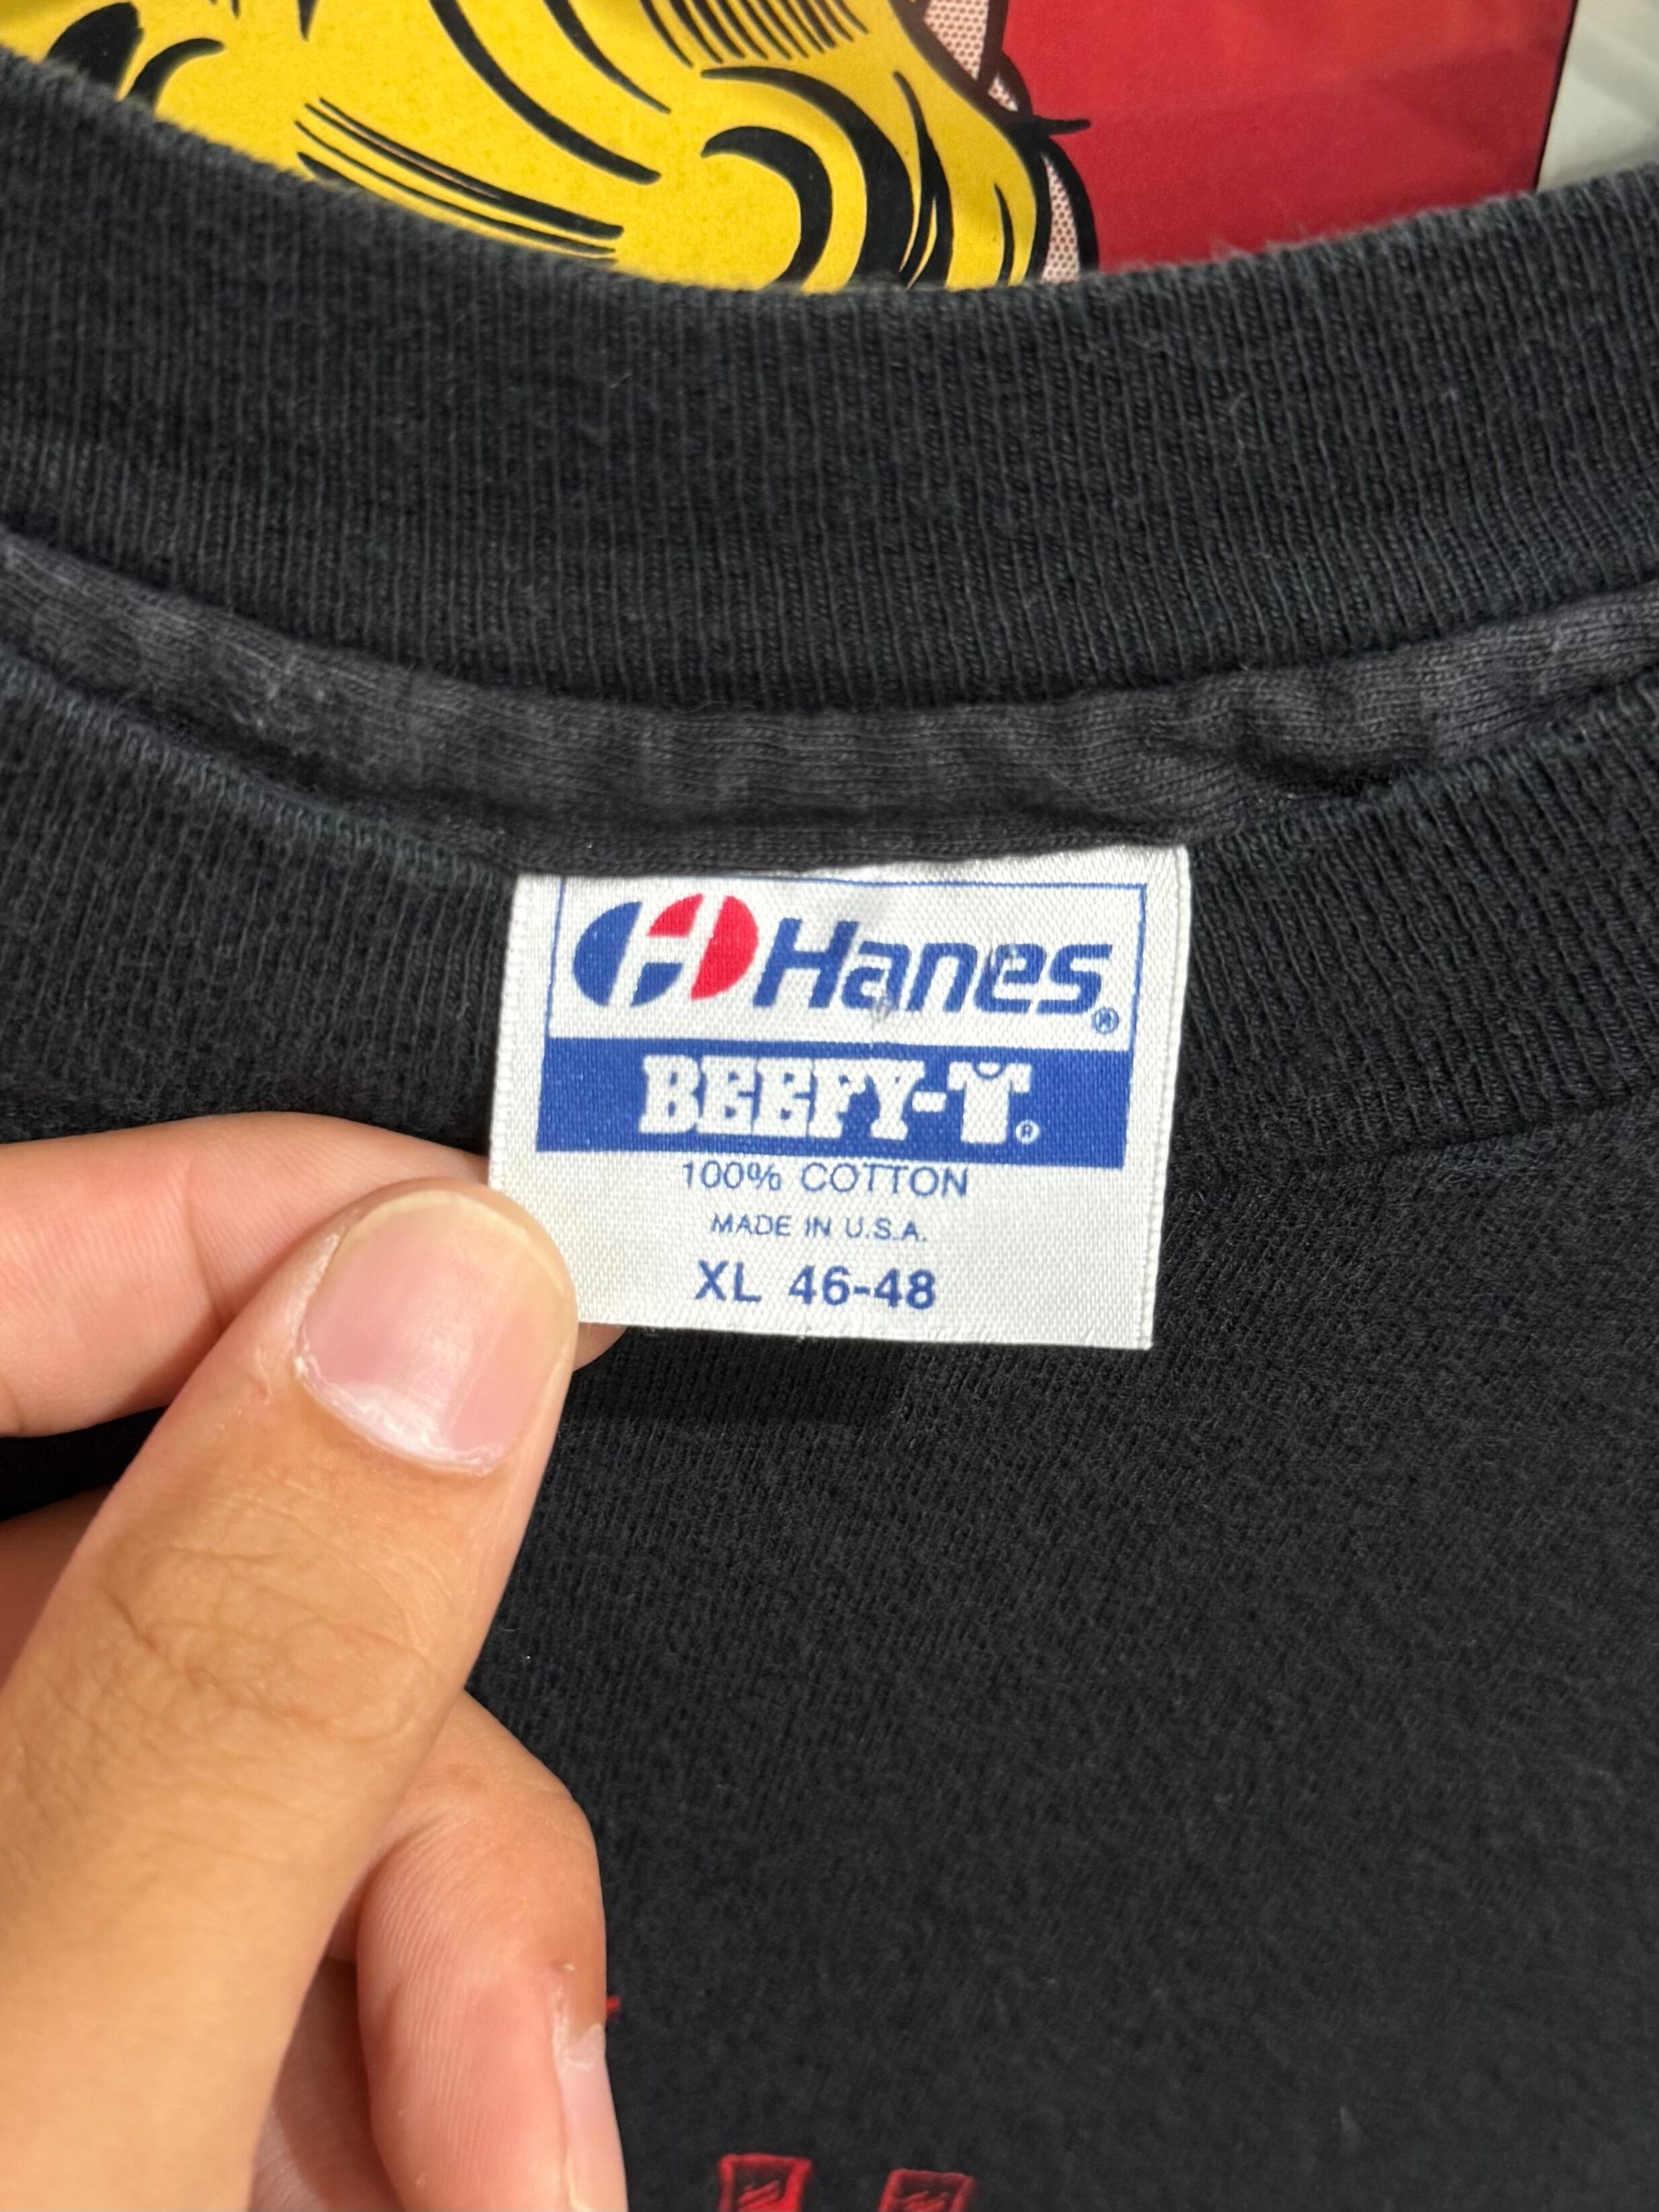 Hanes®
BEEFY-T®
100% COTTON
MADE IN U.S.A.
XL 46-48